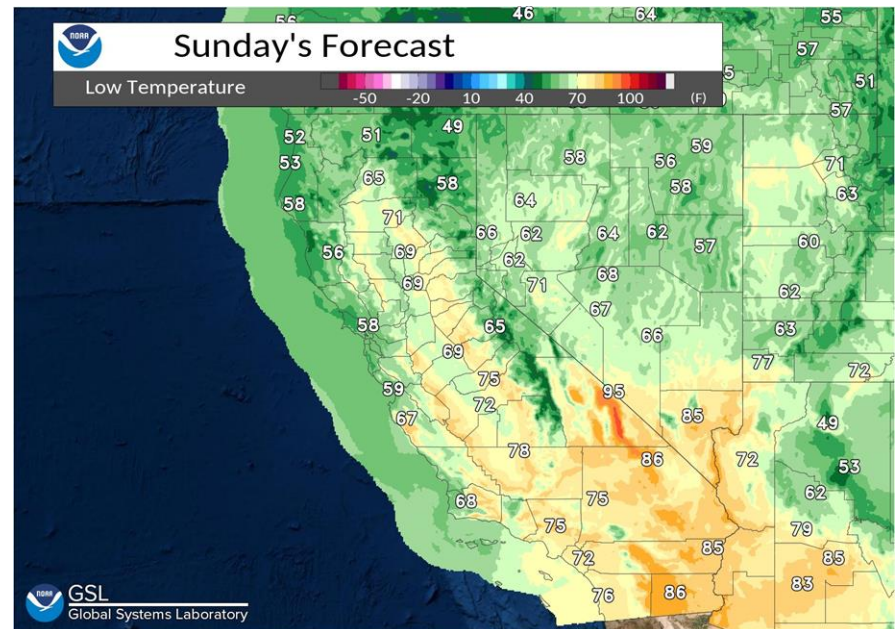 56 46 64 55
NOAA
Sunday's Forecast
57
Low Temperature
-50 -20 10 40 70 100 (F)
51
57
52 51 49 59
53 58 56 71
65 58 58 63
58 64
71
66 62 64 62 60
56 69 57
62
69 71 68 62
67
58 65 66 63
69 77 72
75
59 72 95
67 85 49
78 86 72 53
62
68 75
75 79
72 85 85
76 86 83
NOAA
GSL
Global Systems Laboratory